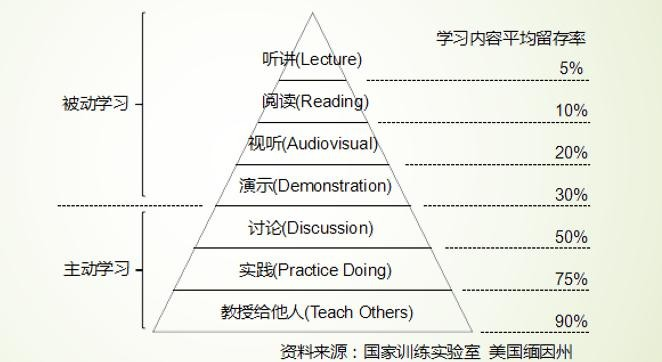 学习内容平均留存率
听讲(Lecture)
5%
阅读(Reading)
10%
被动学习
视听(Audiovisual)
20%
演示(Demonstration)
30%
讨论(Discussion)
50%
主动学习
实践(Practice Doing)
75%
教授给他人(Teach Others)
90%
资料来源：国家训练实验室 美国缅因州